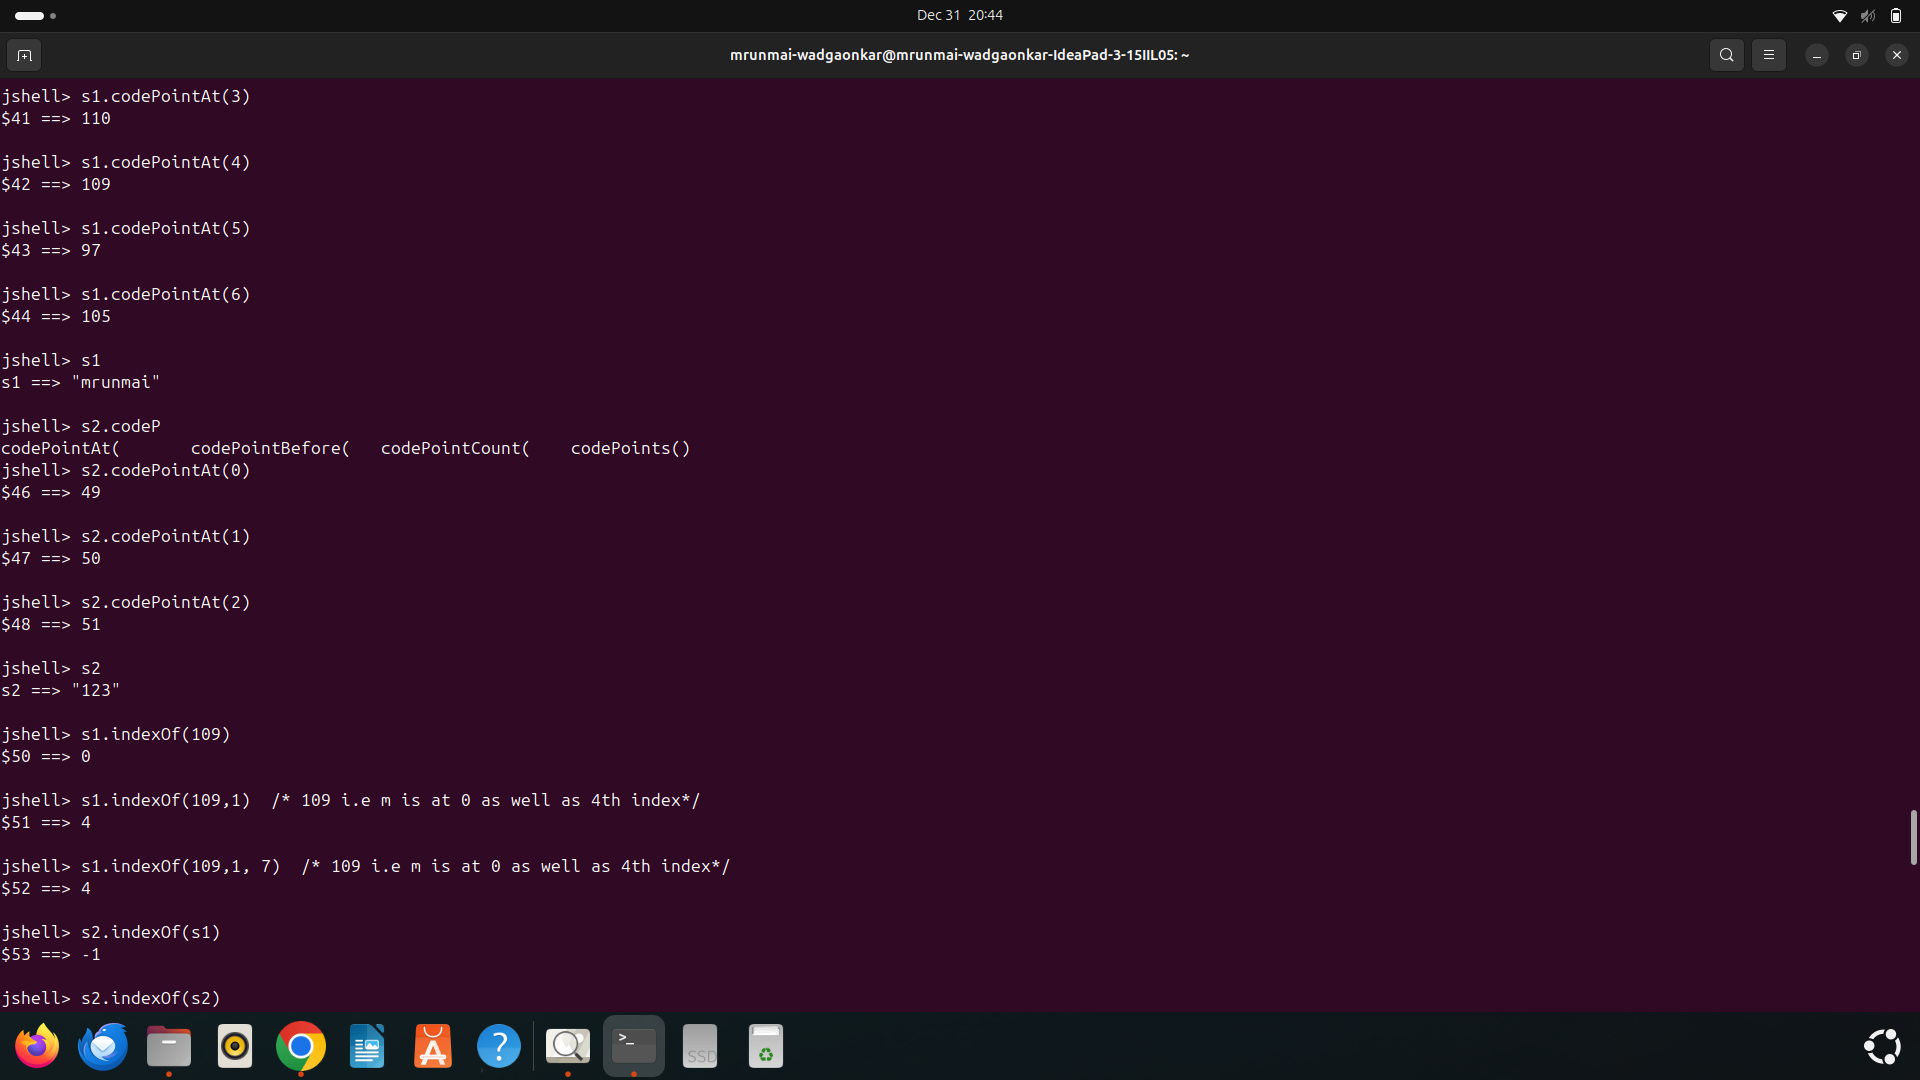 Dec 31 20:44
mrunmai-wadgaonkar@mrunmai-wadgaonkar-IdeaPad-3-15IIL05: ~
jshell> s1.codePointAt(3)
$41 ==> 110
jshell> s1.codePointAt(4)
$42 ==> 109
jshell> s1.codePointAt(5)
$43 ==> 97
jshell> s1.codePointAt(6)
$44 ==> 105
jshell> s1
s1 ==> "mrunmai"
jshell> s2.codeP
codePointAt( codePointBefore( codePointCount( codePoints()
jshell> s2.codePointAt(0)
$46 ==> 49
jshell> s2.codePointAt(1)
$47 ==> 50
jshell> s2.codePointAt(2)
$48 ==> 51
jshell> s2
s2 ==> "123"
jshell> s1.indexOf(109)
$50 ==> 0
jshell> s1.indexOf(109,1)  /* 109 i.e m is at 0 as well as 4th index*/
$51 ==> 4
jshell> s1.indexOf(109,1, 7)  /* 109 i.e m is at 0 as well as 4th index*/
$52 ==> 4
jshell> s2.indexOf(s1)
$53 ==> -1
jshell> s2.indexOf(s2)
SSD